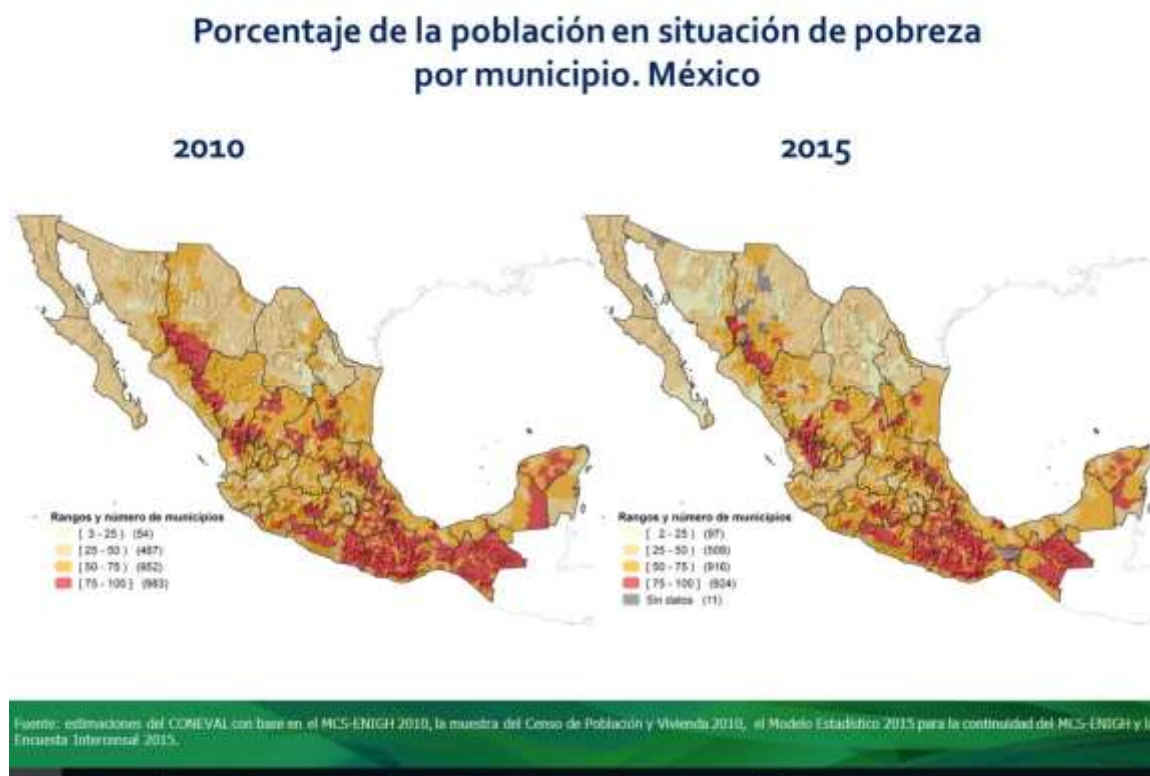 Porcentaje de la población en situación de pobreza
por municipio. México
2010
2015
Rangos y número de municipios
[ 3 - 25 ) (54)
[ 25 - 50 ) (467)
[ 50 - 75 ) (952)
[ 75 - 100 ] (983)
Rangos y número de municipios
[ 2 - 25 ) (97)
[ 25 - 50 ) (509)
[ 50 - 75 ) (916)
[ 75 - 100 ] (924)
Sin datos (11)
Fuente: estimaciones del CONEVAL con base en el MCS-ENIGH 2010, la muestra del Censo de Población y Vivienda 2010, el Modelo Estadístico 2015 para la continuidad del MCS-ENIGH y la
Encuesta Intercensal 2015.